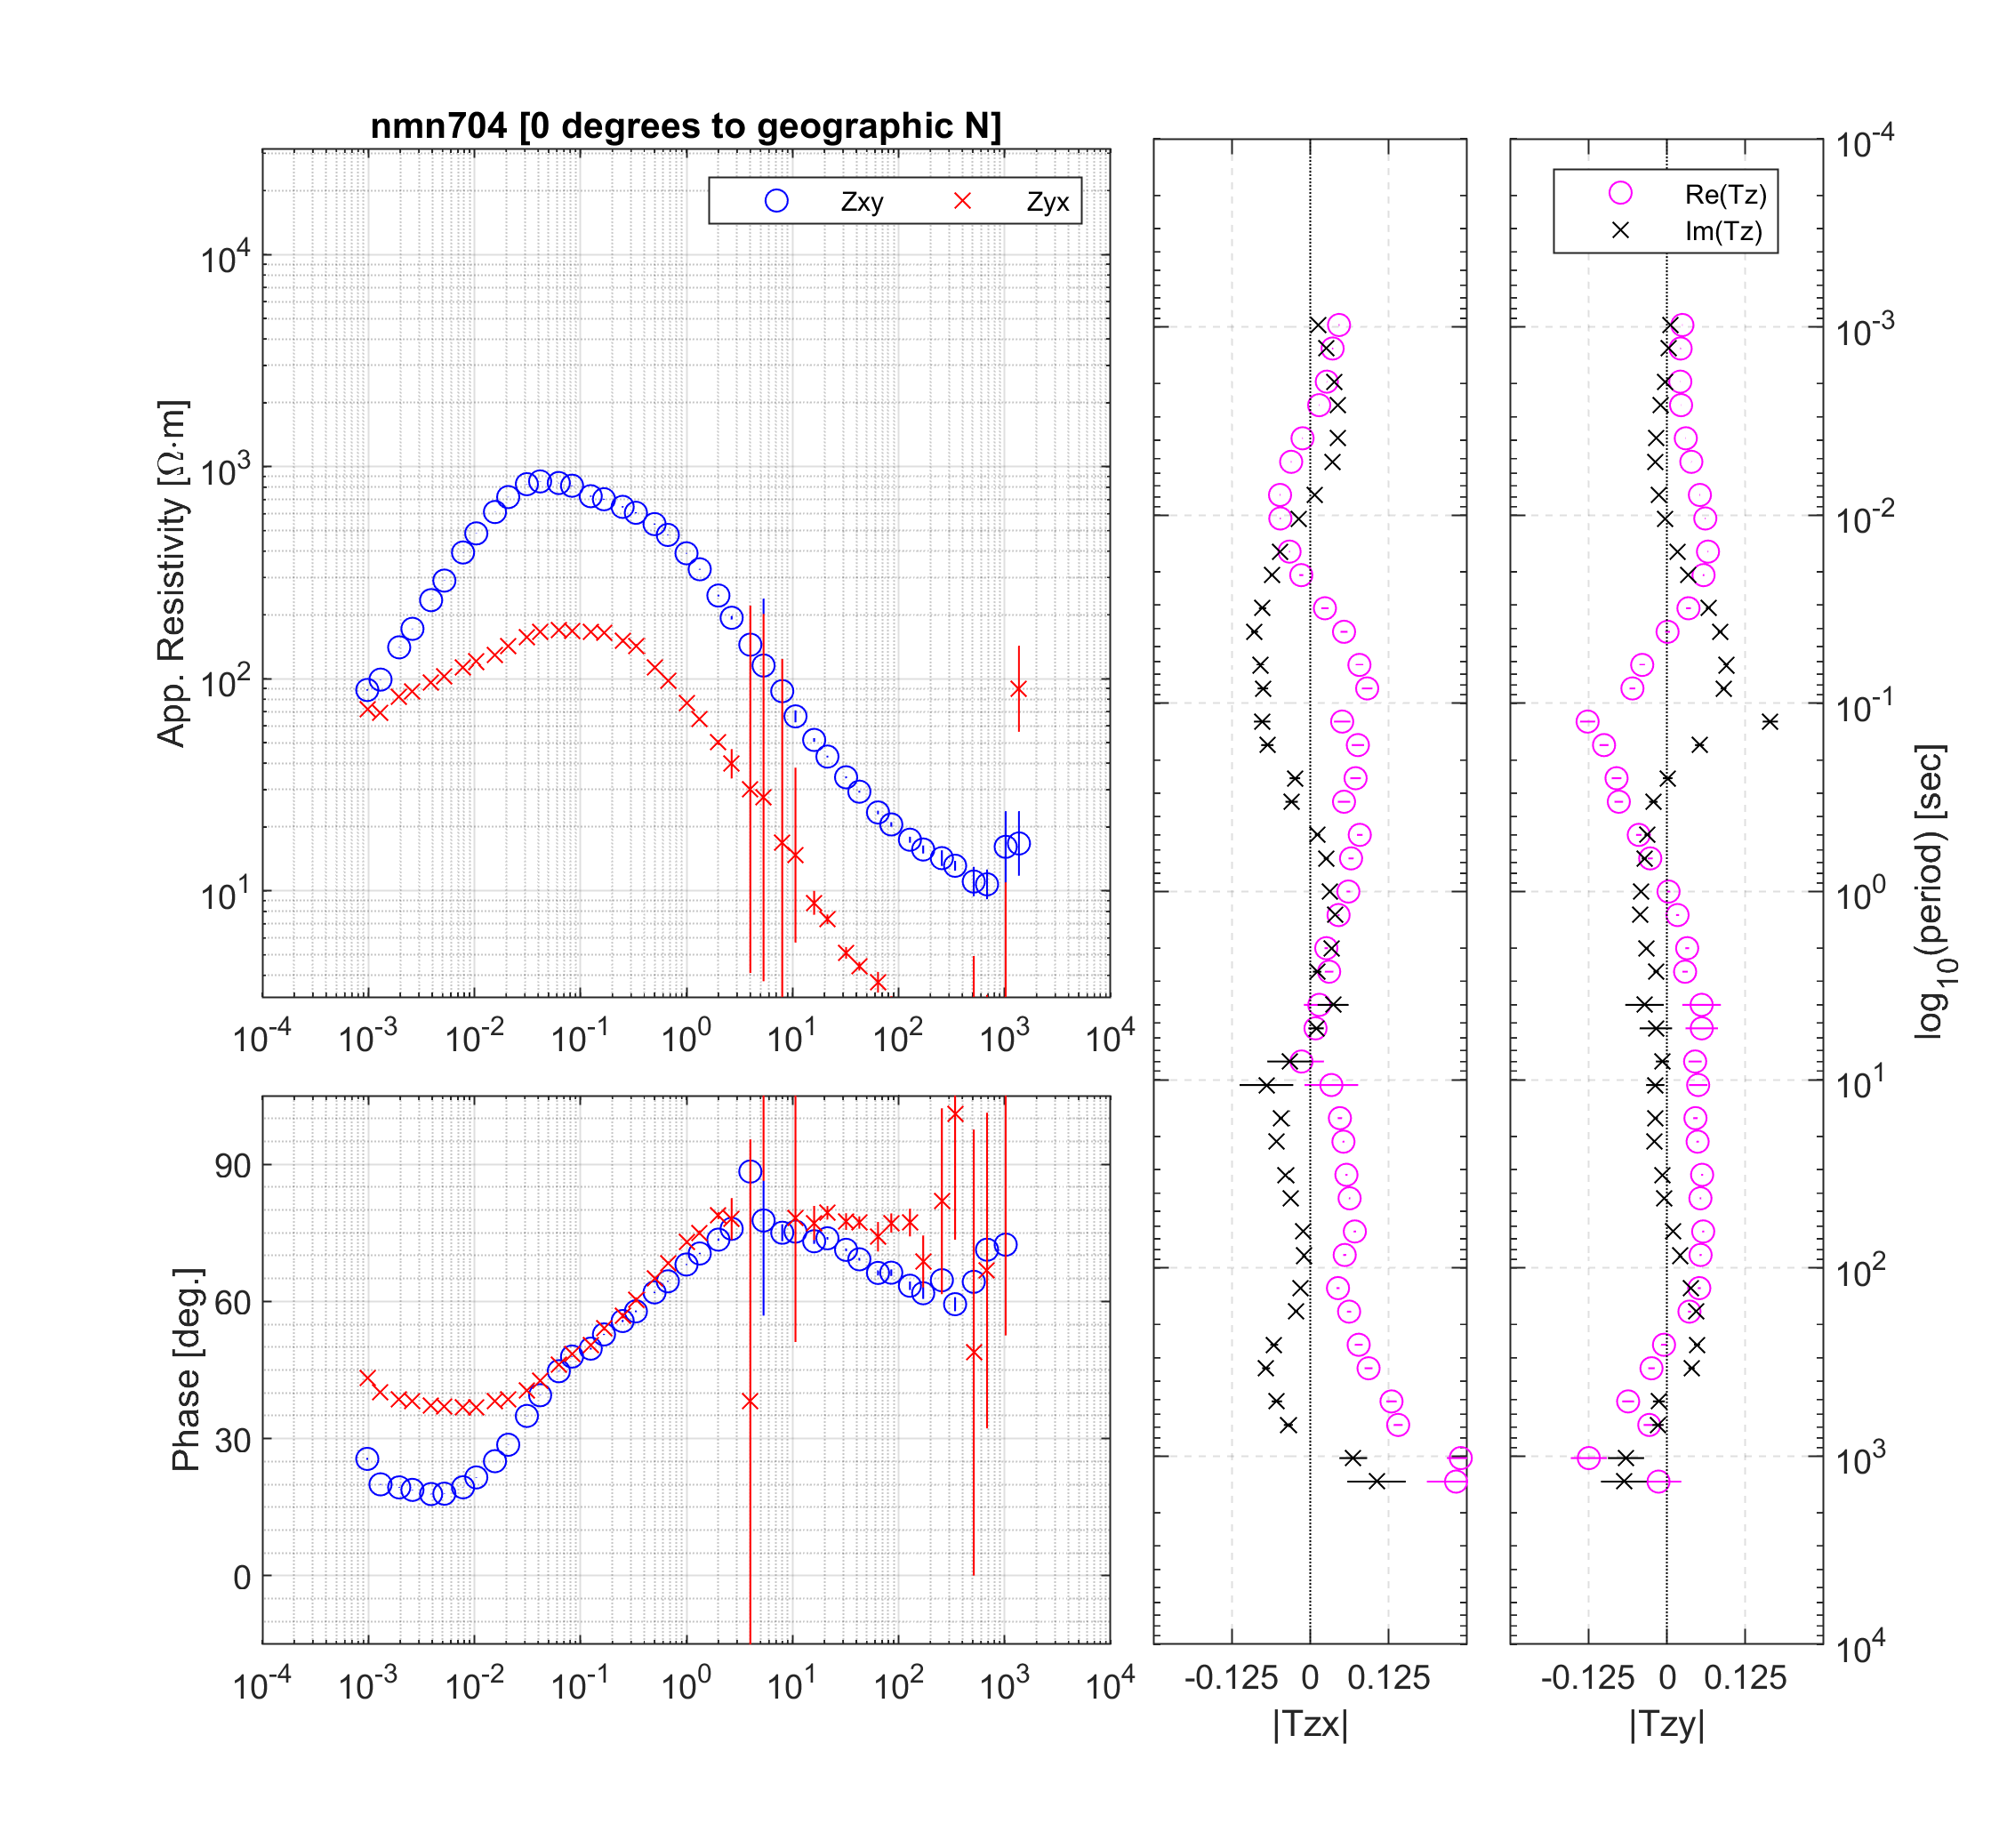 nmn704 [0 degrees to geographic N]
Zxy Zyx
App. Resistivity [Ω·m]
10^4
10^3
10^2
10^1
10^-4 10^-3 10^-2 10^-1 10^0 10^1 10^2 10^3 10^4
Phase [deg.]
90
60
30
0
10^-4 10^-3 10^-2 10^-1 10^0 10^1 10^2 10^3 10^4
-0.125 0 0.125
|Tzx|
Re(Tz)
Im(Tz)
-0.125 0 0.125
|Tzy|
10^-4
10^-3
10^-2
10^-1
10^0
10^1
10^2
10^3
10^4
log10(period) [sec]